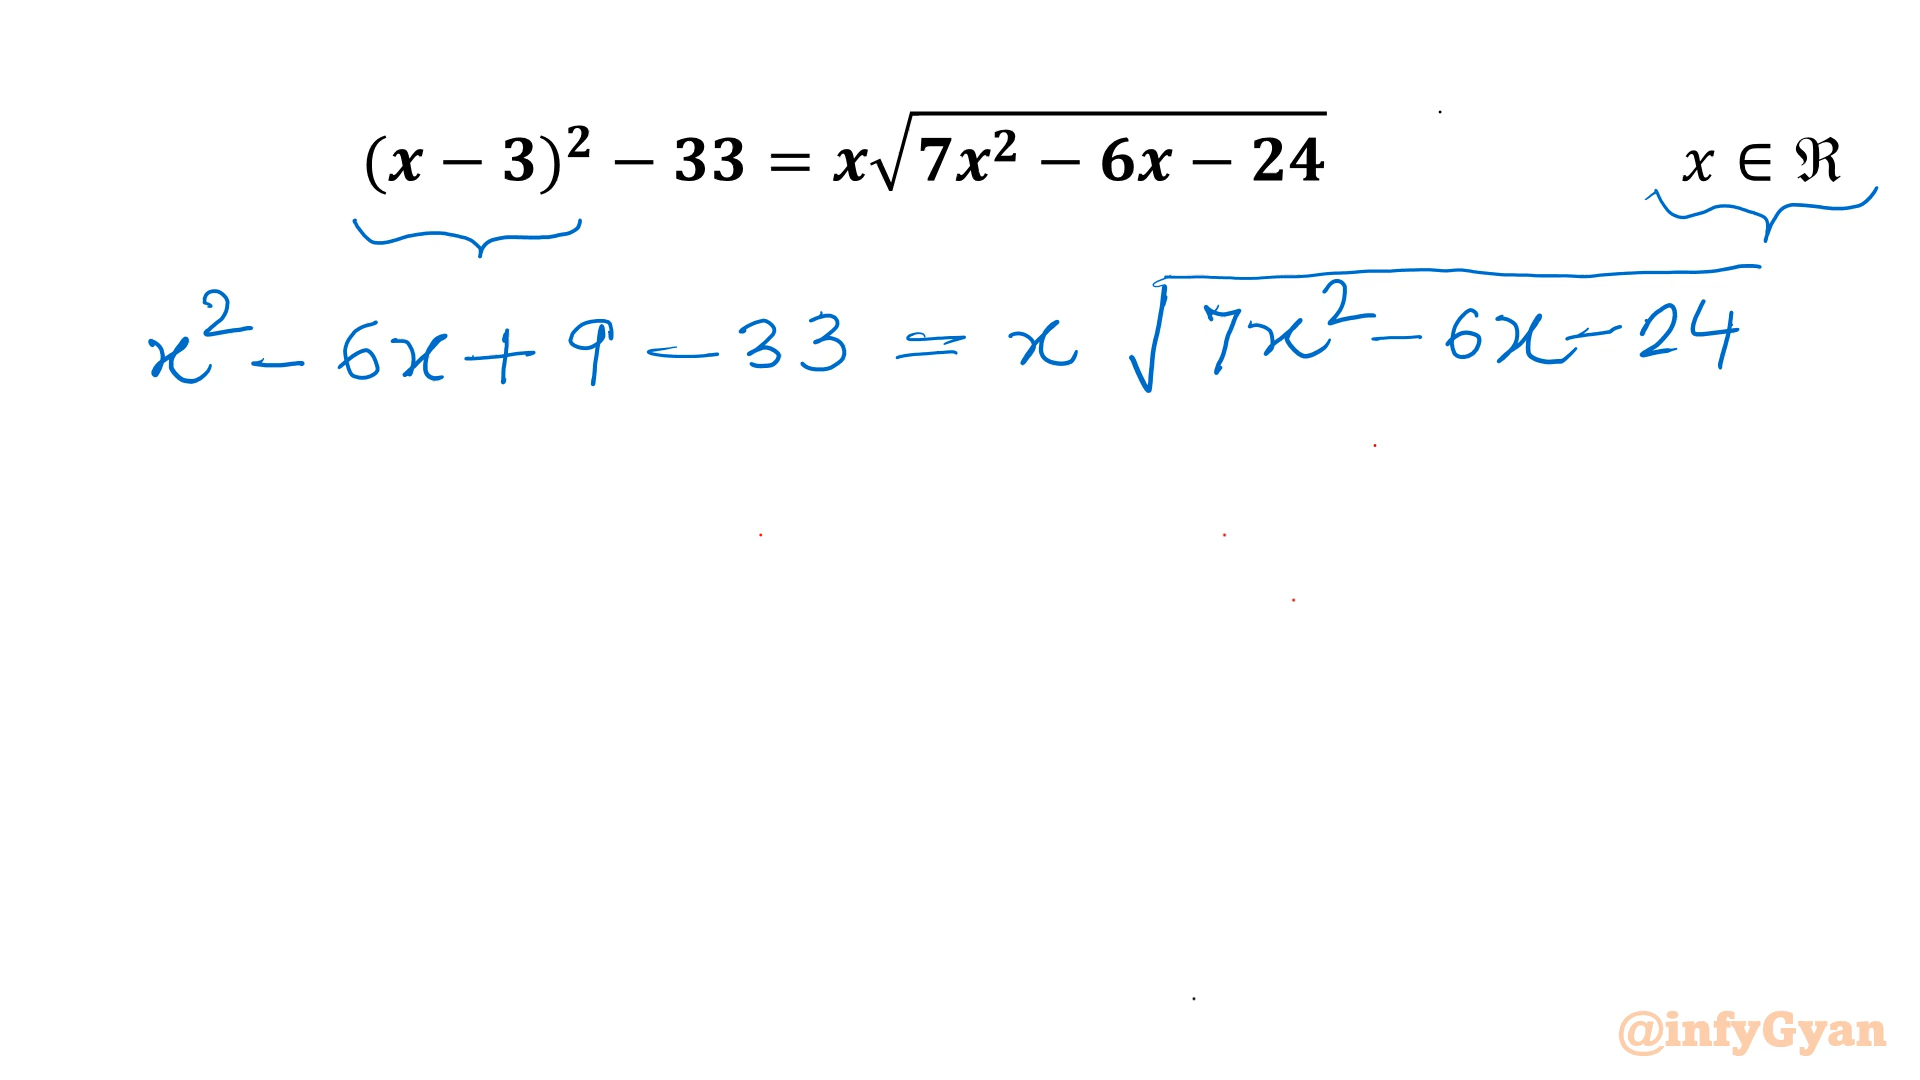 (x − 3)² − 33 = x√(7x² − 6x − 24) x ∈ ℜ
x² − 6x + 9 − 33 = x √(7x² − 6x − 24)
@infyGyan